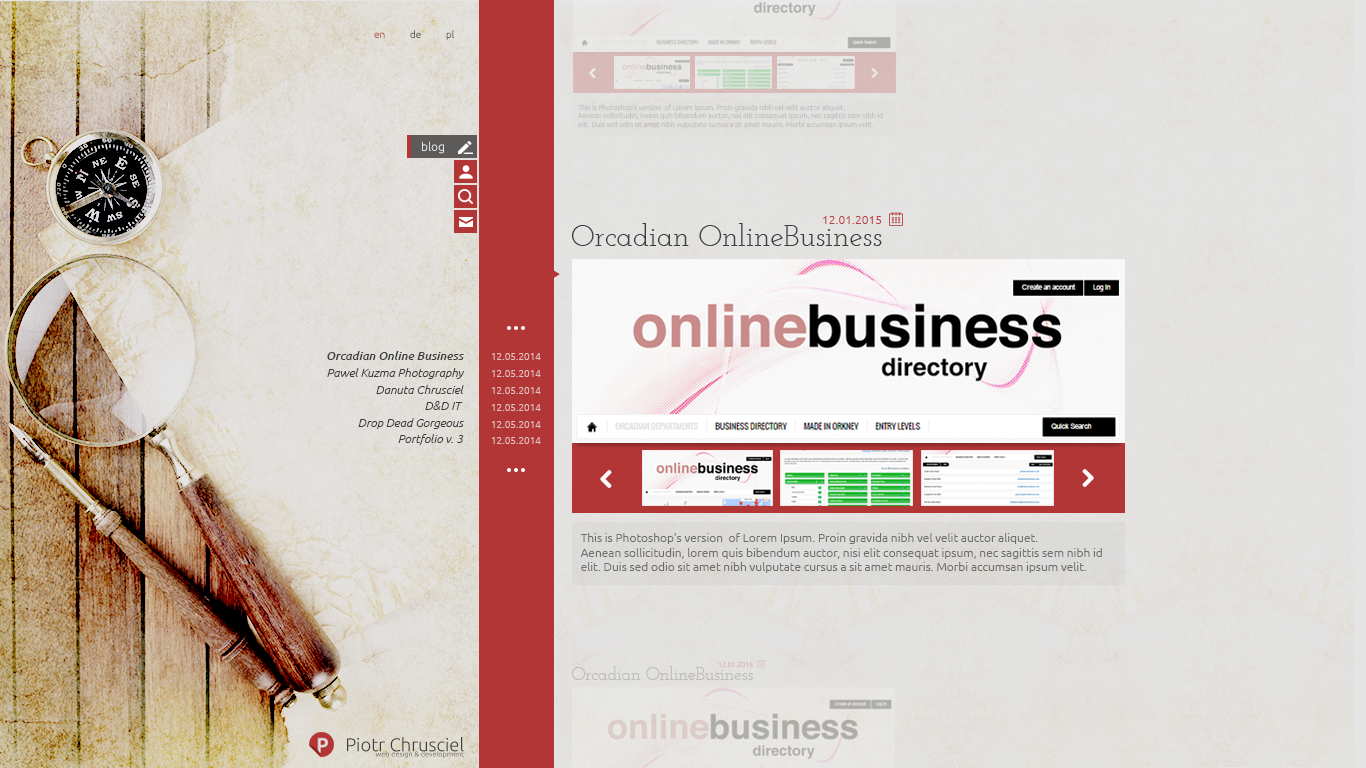 en de pl
blog
NE
E
SE
N
S
W
SW
Orcadian Online Business 12.05.2014
Pawel Kuzma Photography 12.05.2014
Danuta Chrusciel 12.05.2014
D&D IT 12.05.2014
Drop Dead Gorgeous 12.05.2014
Portfolio v. 3 12.05.2014
P Piotr Chrusciel
web design & development
directory
BUSINESS DIRECTORY MADE IN ORKNEY ENTRY LEVELS Quick Search
onlinebusiness
This is Photoshop's version of Lorem Ipsum. Proin gravida nibh vel velit auctor aliquet.
Aenean sollicitudin, lorem quis bibendum auctor, nisi elit consequat ipsum, nec sagittis sem nibh id
elit. Duis sed odio sit amet nibh vulputate cursus a sit amet mauris. Morbi accumsan ipsum velit.
12.01.2015
Orcadian OnlineBusiness
Create an account Log In
onlinebusiness
directory
ORCADIAN DEPARTMENTS BUSINESS DIRECTORY MADE IN ORKNEY ENTRY LEVELS Quick Search
onlinebusiness
directory
This is Photoshop's version of Lorem Ipsum. Proin gravida nibh vel velit auctor aliquet.
Aenean sollicitudin, lorem quis bibendum auctor, nisi elit consequat ipsum, nec sagittis sem nibh id
elit. Duis sed odio sit amet nibh vulputate cursus a sit amet mauris. Morbi accumsan ipsum velit.
12.01.2015
Orcadian OnlineBusiness
Create an account Log In
onlinebusiness
directory